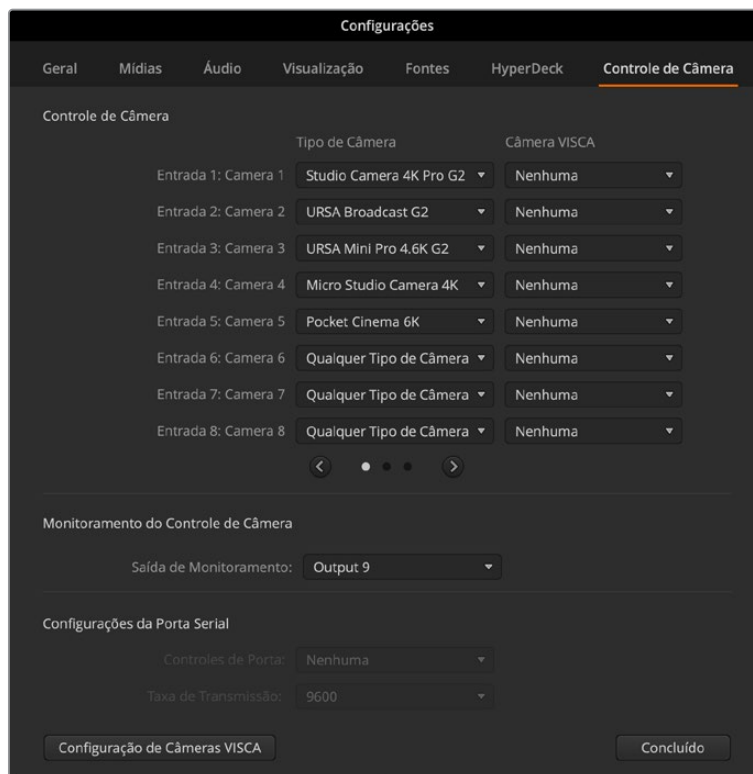 Configurações
Geral Mídias Áudio Visualização Fontes HyperDeck Controle de Câmera
Controle de Câmera
Tipo de Câmera Câmera VISCA
Entrada 1: Camera 1 Studio Camera 4K Pro G2 Nenhuma
Entrada 2: Camera 2 URSA Broadcast G2 Nenhuma
Entrada 3: Camera 3 URSA Mini Pro 4.6K G2 Nenhuma
Entrada 4: Camera 4 Micro Studio Camera 4K Nenhuma
Entrada 5: Camera 5 Pocket Cinema 6K Nenhuma
Entrada 6: Camera 6 Qualquer Tipo de Câmera Nenhuma
Entrada 7: Camera 7 Qualquer Tipo de Câmera Nenhuma
Entrada 8: Camera 8 Qualquer Tipo de Câmera Nenhuma
Monitoramento do Controle de Câmera
Saída de Monitoramento: Output 9
Configurações da Porta Serial
Controles de Porta: Nenhuma
Taxa de Transmissão: 9600
Configuração de Câmeras VISCA Concluído